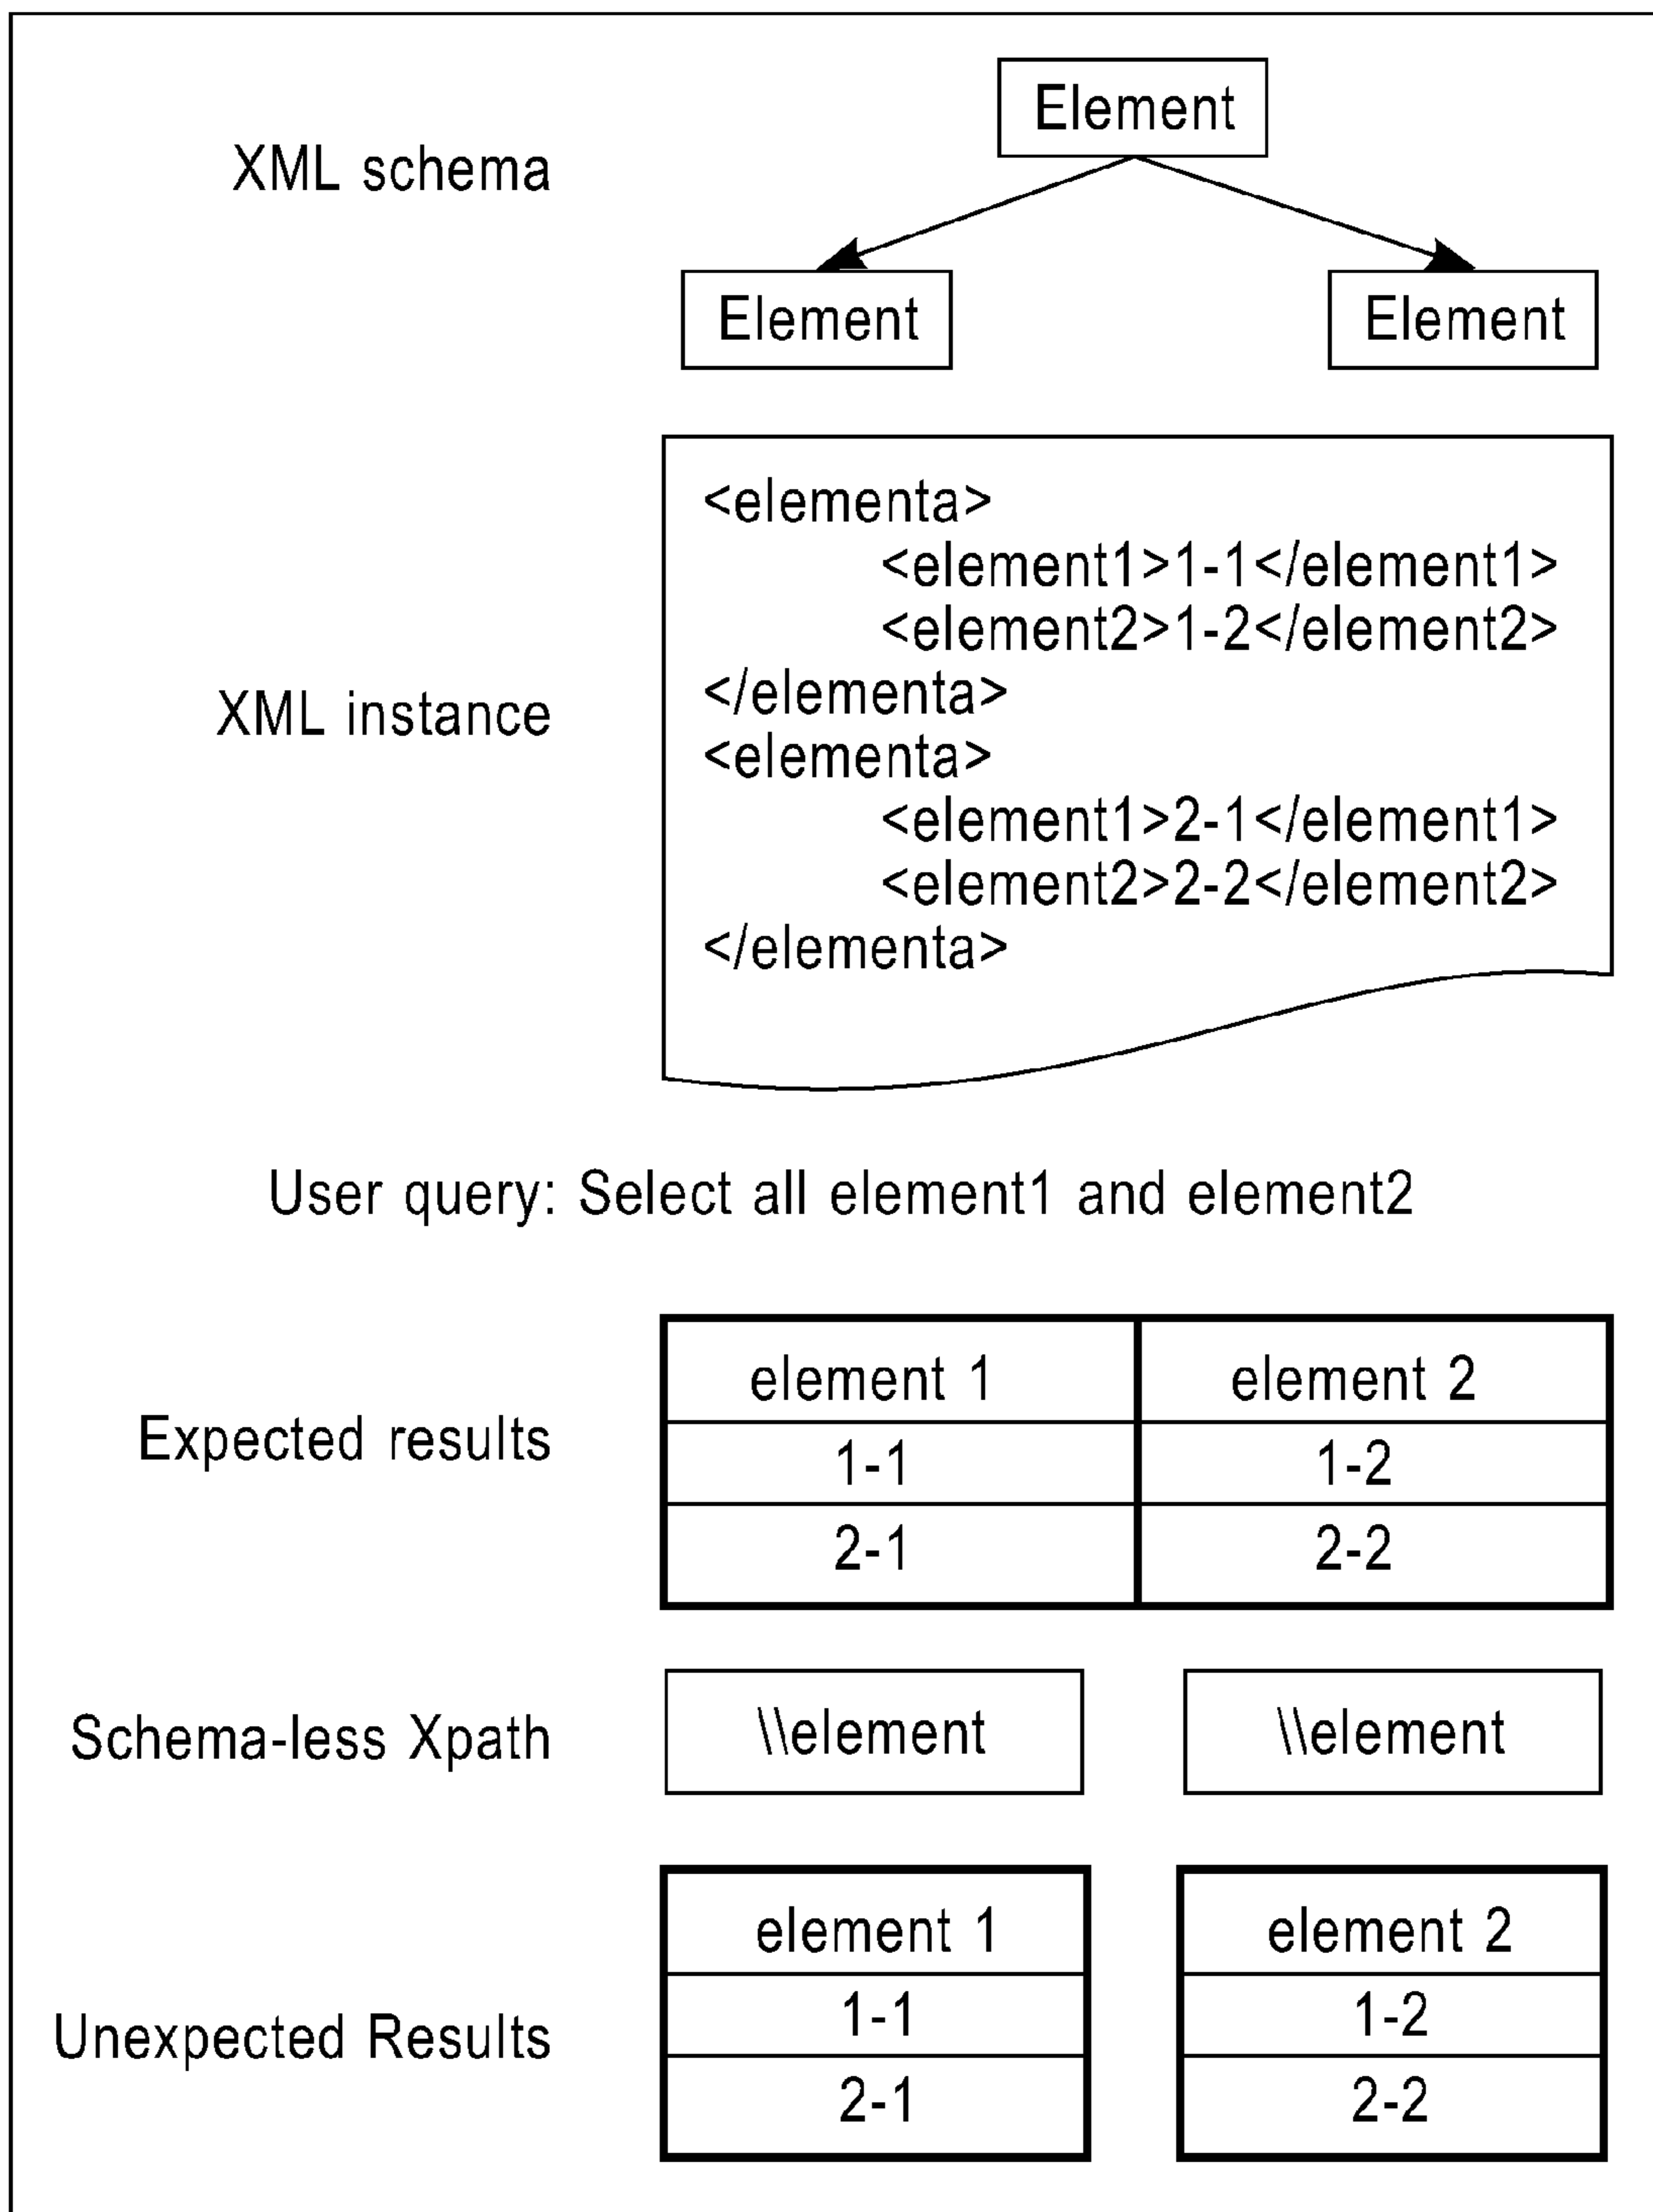 Element
XML schema
Element Element
<elementa>
<element1>1-1</element1>
<element2>1-2</element2>
</elementa>
XML instance
<elementa>
<element1>2-1</element1>
<element2>2-2</element2>
</elementa>
User query: Select all element1 and element2
element 1 element 2
Expected results
1-1 1-2
2-1 2-2
Schema-less Xpath \\element \\element
element 1 element 2
1-1 1-2
Unexpected Results
2-1 2-2